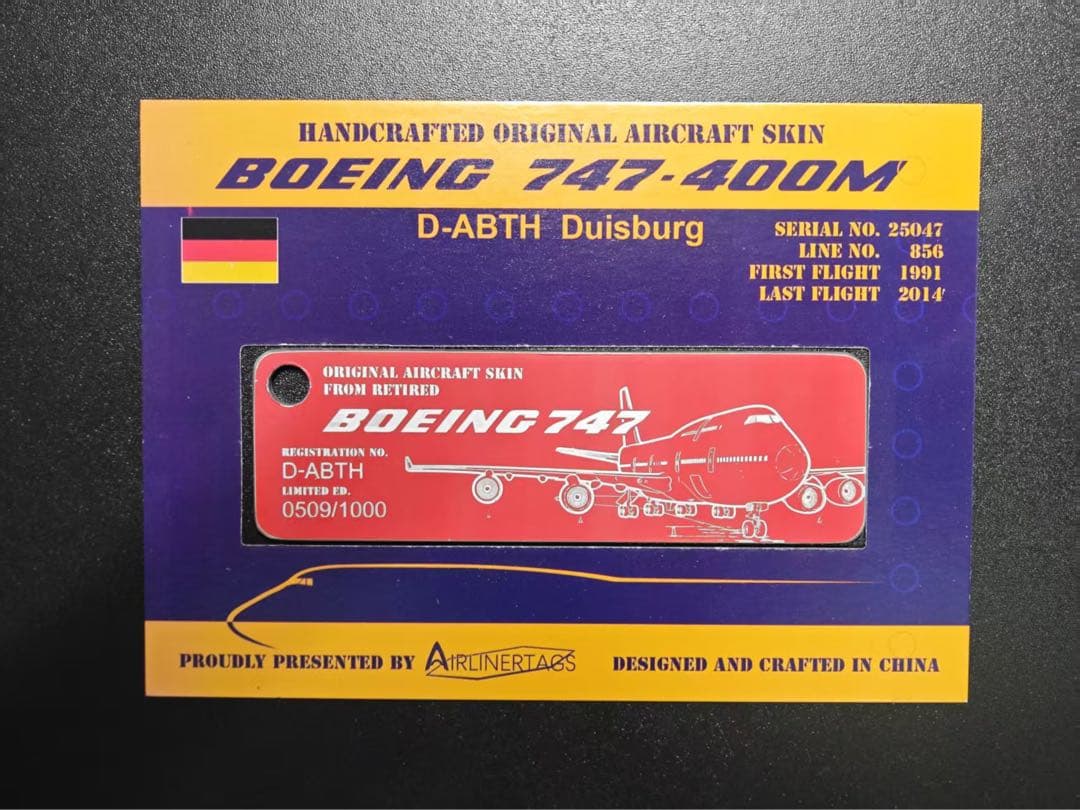 HANDCRAFTED ORIGINAL AIRCRAFT SKIN
BOEING 747-400M
D-ABTH Duisburg
SERIAL NO. 25047
LINE NO. 856
FIRST FLIGHT 1991
LAST FLIGHT 2014
ORIGINAL AIRCRAFT SKIN
FROM RETIRED
BOEING 747
REGISTRATION NO.
D-ABTH
LIMITED ED.
0509/1000
PROUDLY PRESENTED BY AIRLINERTAGS DESIGNED AND CRAFTED IN CHINA